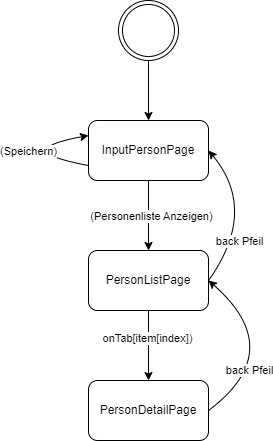 InputPersonPage
(Speichern)
(Personenliste Anzeigen)
back Pfeil
PersonListPage
onTab[item[index])
back Pfeil
PersonDetailPage